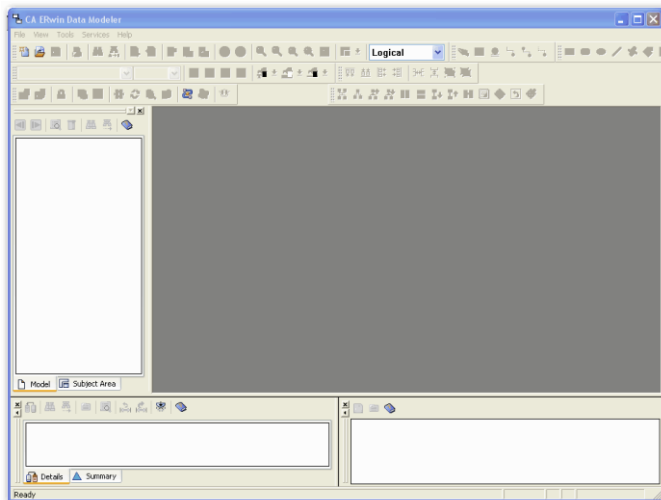 CA ERwin Data Modeler
File View Tools Services Help
Logical
Model Subject Area
Details Summary
Ready